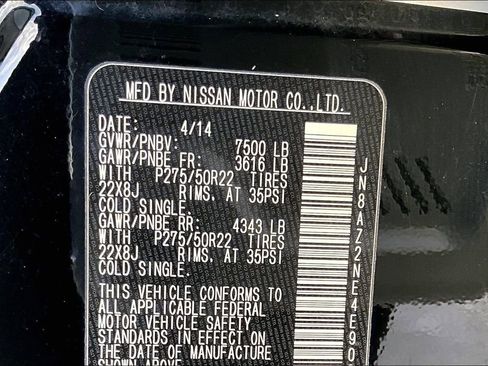 MFD BY NISSAN MOTOR CO.,LTD.
DATE: 4/14
GVWR/PNBV: 7500 LB
GAWR/PNBE FR: 3616 LB
WITH P275/50R22 TIRES
22X8J RIMS, AT 35PSI
COLD SINGLE.
GAWR/PNBE RR: 4343 LB
WITH P275/50R22 TIRES
22X8J RIMS, AT 35PSI
COLD SINGLE.
THIS VEHICLE CONFORMS TO
ALL APPLICABLE FEDERAL
MOTOR VEHICLE SAFETY
STANDARDS IN EFFECT ON
THE DATE OF MANUFACTURE
SHOWN ABOVE.
JN8AZ2NE4E90